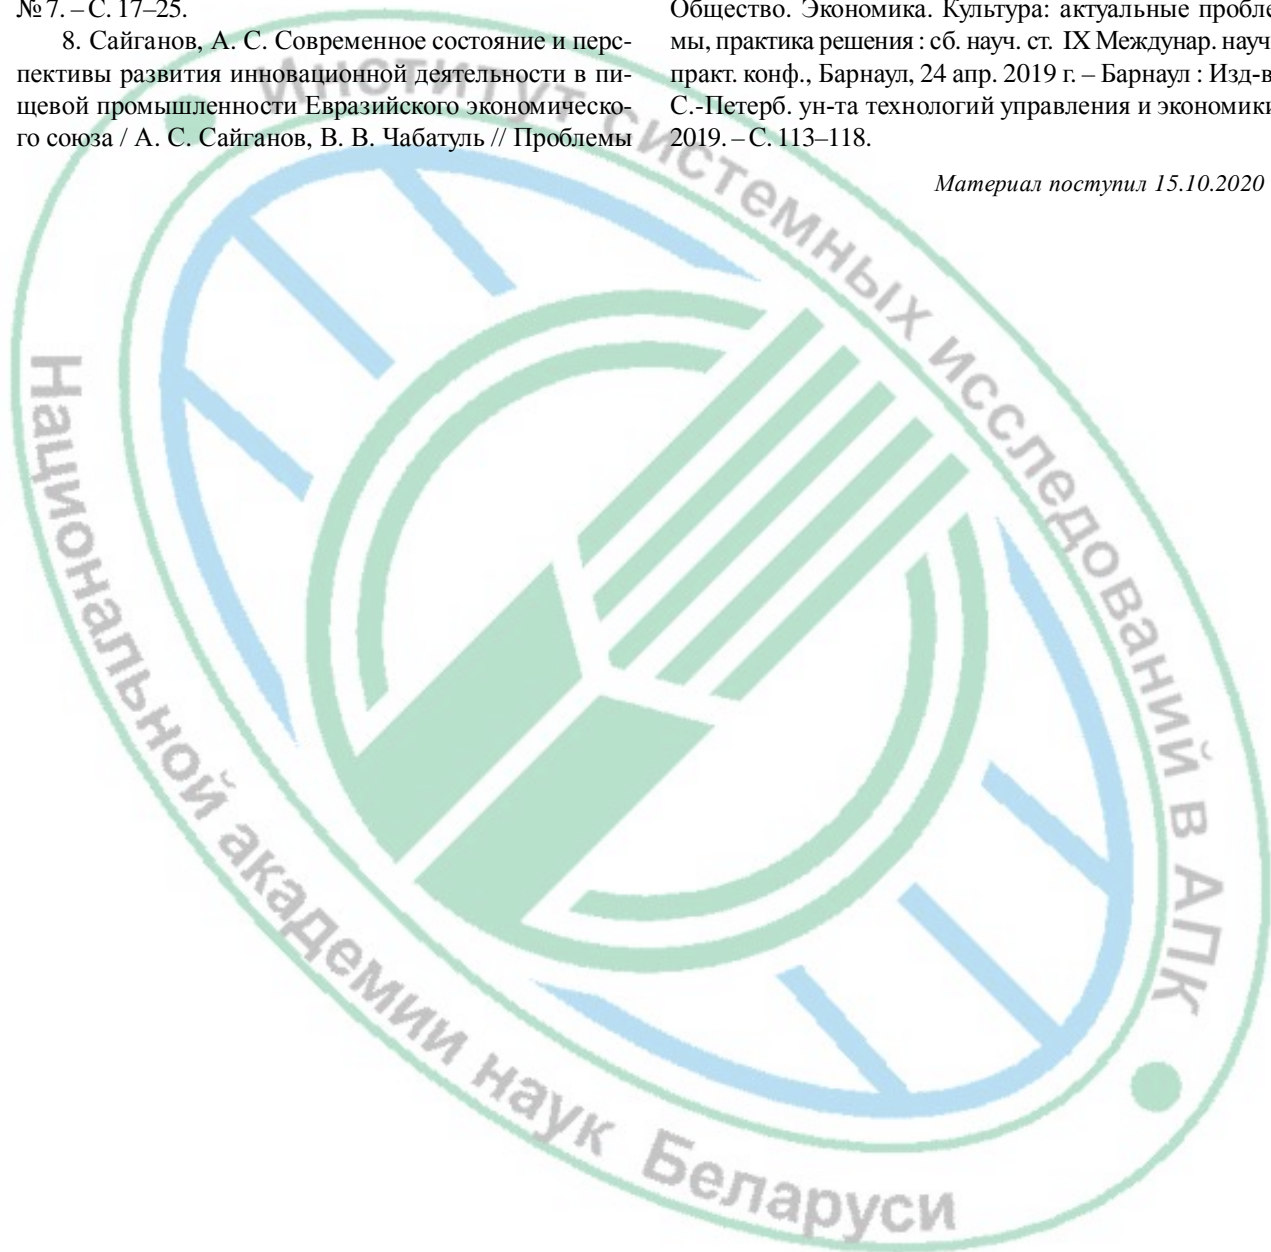 № 7. – С. 17–25.
8. Сайганов, А. С. Современное состояние и перс-
пективы развития инновационной деятельности в пи-
щевой промышленности Евразийского экономическо-
го союза / А. С. Сайганов, В. В. Чабатуль // Проблемы
Общество. Экономика. Культура: актуальные пробле
мы, практика решения : сб. науч. ст. IX Междунар. науч
практ. конф., Барнаул, 24 апр. 2019 г. – Барнаул : Изд-в
С.-Петерб. ун-та технологий управления и экономики
2019. – С. 113–118.
Материал поступил 15.10.2020
Институт системных исследований в АПК
Национальной академии наук Беларуси